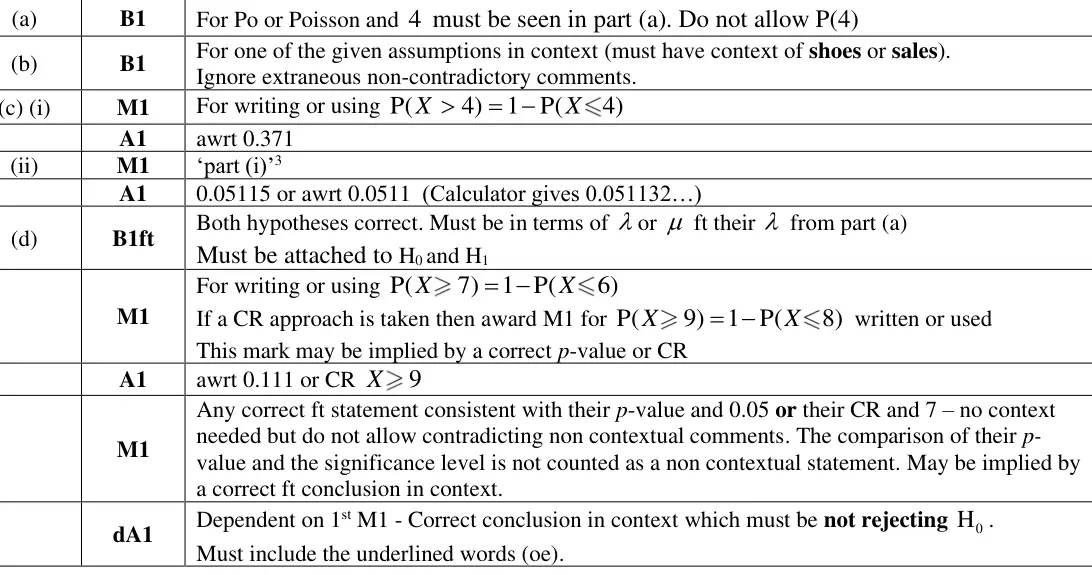 (a) B1 For Po or Poisson and 4 must be seen in part (a). Do not allow P(4)
(b) B1 For one of the given assumptions in context (must have context of shoes or sales).
Ignore extraneous non-contradictory comments.
(c) (i) M1 For writing or using P(X > 4) = 1 − P(X ⩽ 4)
A1 awrt 0.371
(ii) M1 ‘part (i)’³
A1 0.05115 or awrt 0.0511 (Calculator gives 0.051132…)
(d) B1ft Both hypotheses correct. Must be in terms of λ or μ ft their λ from part (a)
Must be attached to H₀ and H₁
M1 For writing or using P(X ⩾ 7) = 1 − P(X ⩽ 6)
If a CR approach is taken then award M1 for P(X ⩾ 9) = 1 − P(X ⩽ 8) written or used
This mark may be implied by a correct p-value or CR
A1 awrt 0.111 or CR X ⩾ 9
M1 Any correct ft statement consistent with their p-value and 0.05 or their CR and 7 – no context
needed but do not allow contradicting non contextual comments. The comparison of their p-
value and the significance level is not counted as a non contextual statement. May be implied by
a correct ft conclusion in context.
dA1 Dependent on 1st M1 - Correct conclusion in context which must be not rejecting H₀ .
Must include the underlined words (oe).